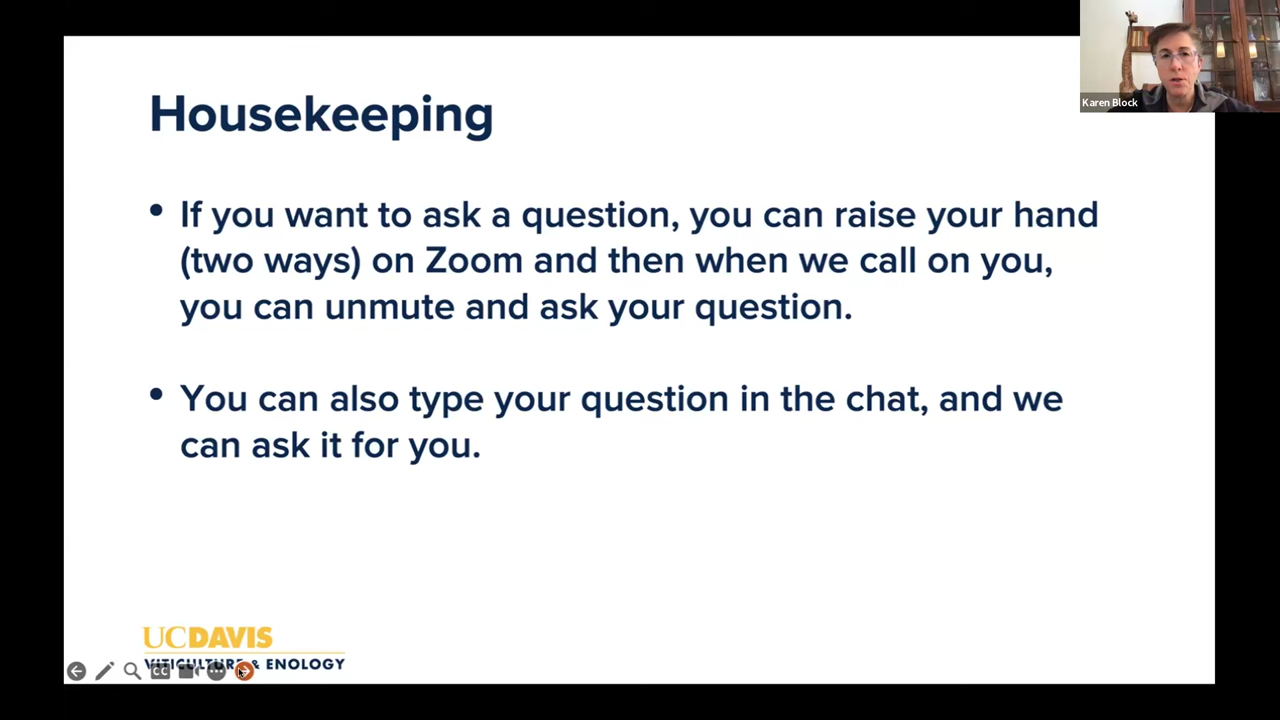 Housekeeping
Karen Block
• If you want to ask a question, you can raise your hand
(two ways) on Zoom and then when we call on you,
you can unmute and ask your question.
• You can also type your question in the chat, and we
can ask it for you.
UCDAVIS
VITICULTURE & ENOLOGY
CC